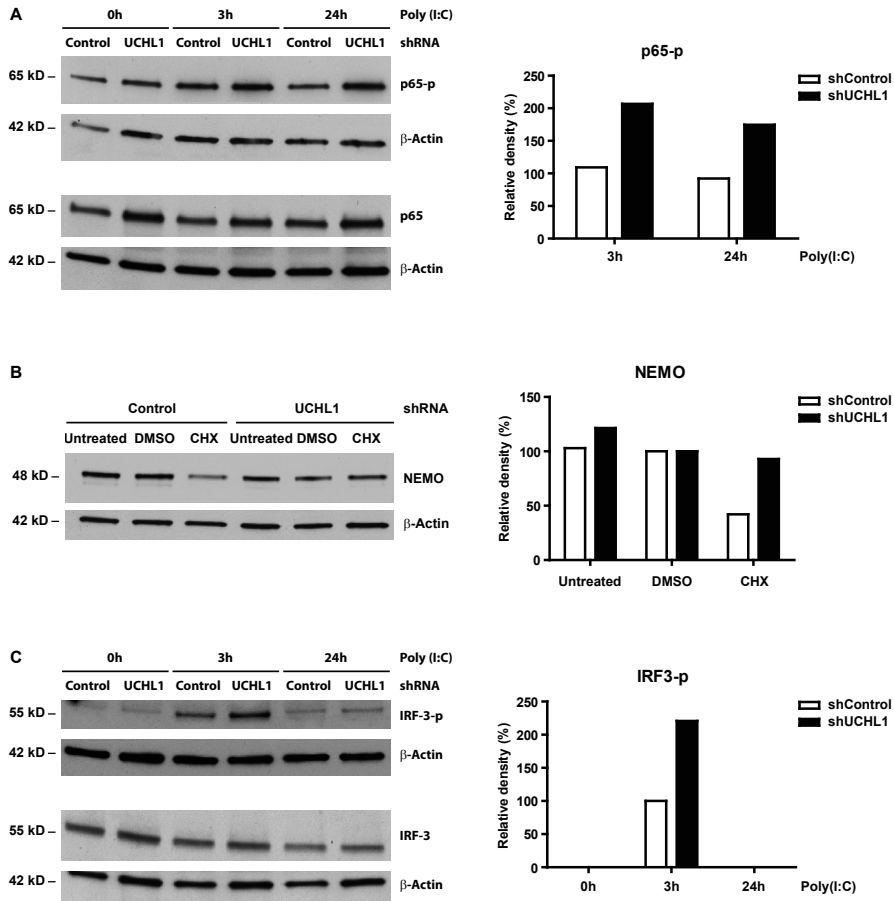 A
0h 3h 24h Poly (I:C)
Control UCHL1 Control UCHL1 Control UCHL1 shRNA
65 kD
p65-p
42 kD
β-Actin
65 kD
p65
42 kD
β-Actin
p65-p
shControl
shUCHL1
Relative density (%)
250
200
150
100
50
0
3h 24h Poly(I:C)
B
Control UCHL1 shRNA
Untreated DMSO CHX Untreated DMSO CHX
48 kD
NEMO
42 kD
β-Actin
NEMO
shControl
shUCHL1
Relative density (%)
150
100
50
0
Untreated DMSO CHX
C
0h 3h 24h Poly (I:C)
Control UCHL1 Control UCHL1 Control UCHL1 shRNA
55 kD
IRF-3-p
42 kD
β-Actin
55 kD
IRF-3
42 kD
β-Actin
IRF3-p
shControl
shUCHL1
Relative density (%)
250
200
150
100
50
0
0h 3h 24h Poly(I:C)